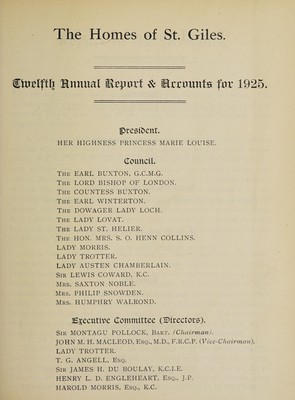 The Homes of St. Giles.
Twelfth Annual Report & Accounts for 1925.
President.
HER HIGHNESS PRINCESS MARIE LOUISE.
Council.
THE EARL BUXTON, G.C.M.G.
THE LORD BISHOP OF LONDON.
THE COUNTESS BUXTON.
THE EARL WINTERTON.
THE DOWAGER LADY LOCH.
THE LADY LOVAT.
THE LADY ST. HELIER.
THE HON. MRS. S. O. HENN COLLINS.
LADY MORRIS.
LADY TROTTER.
LADY AUSTEN CHAMBERLAIN.
SIR LEWIS COWARD, K.C.
MRS. SAXTON NOBLE.
MRS. PHILIP SNOWDEN.
MRS. HUMPHRY WALROND.
Executive Committee (Directors).
SIR MONTAGU POLLOCK, BART. (Chairman).
JOHN M. H. MACLEOD, ESQ., M.D., F.R.C.P. (Vice-Chairman).
LADY TROTTER.
T. G. ANGELL, ESQ.
SIR JAMES H. DU BOULAY, K.C.I.E.
HENRY L. D. ENGLEHEART, ESQ., J.P.
HAROLD MORRIS, ESQ., K.C.